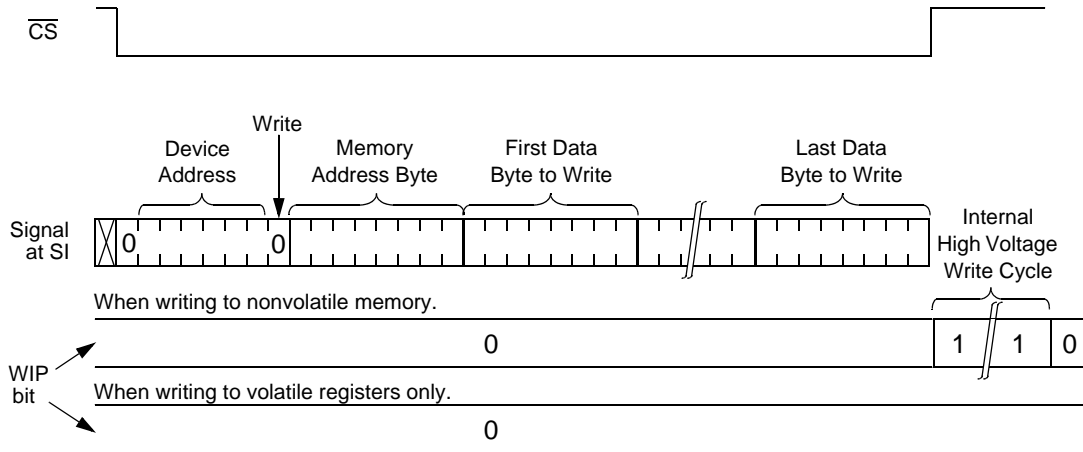 CS
Write
Device
Address
Memory
Address Byte
First Data
Byte to Write
Last Data
Byte to Write
Signal
at SI
0
0
Internal
High Voltage
Write Cycle
When writing to nonvolatile memory.
0
1
1
0
WIP
bit
When writing to volatile registers only.
0